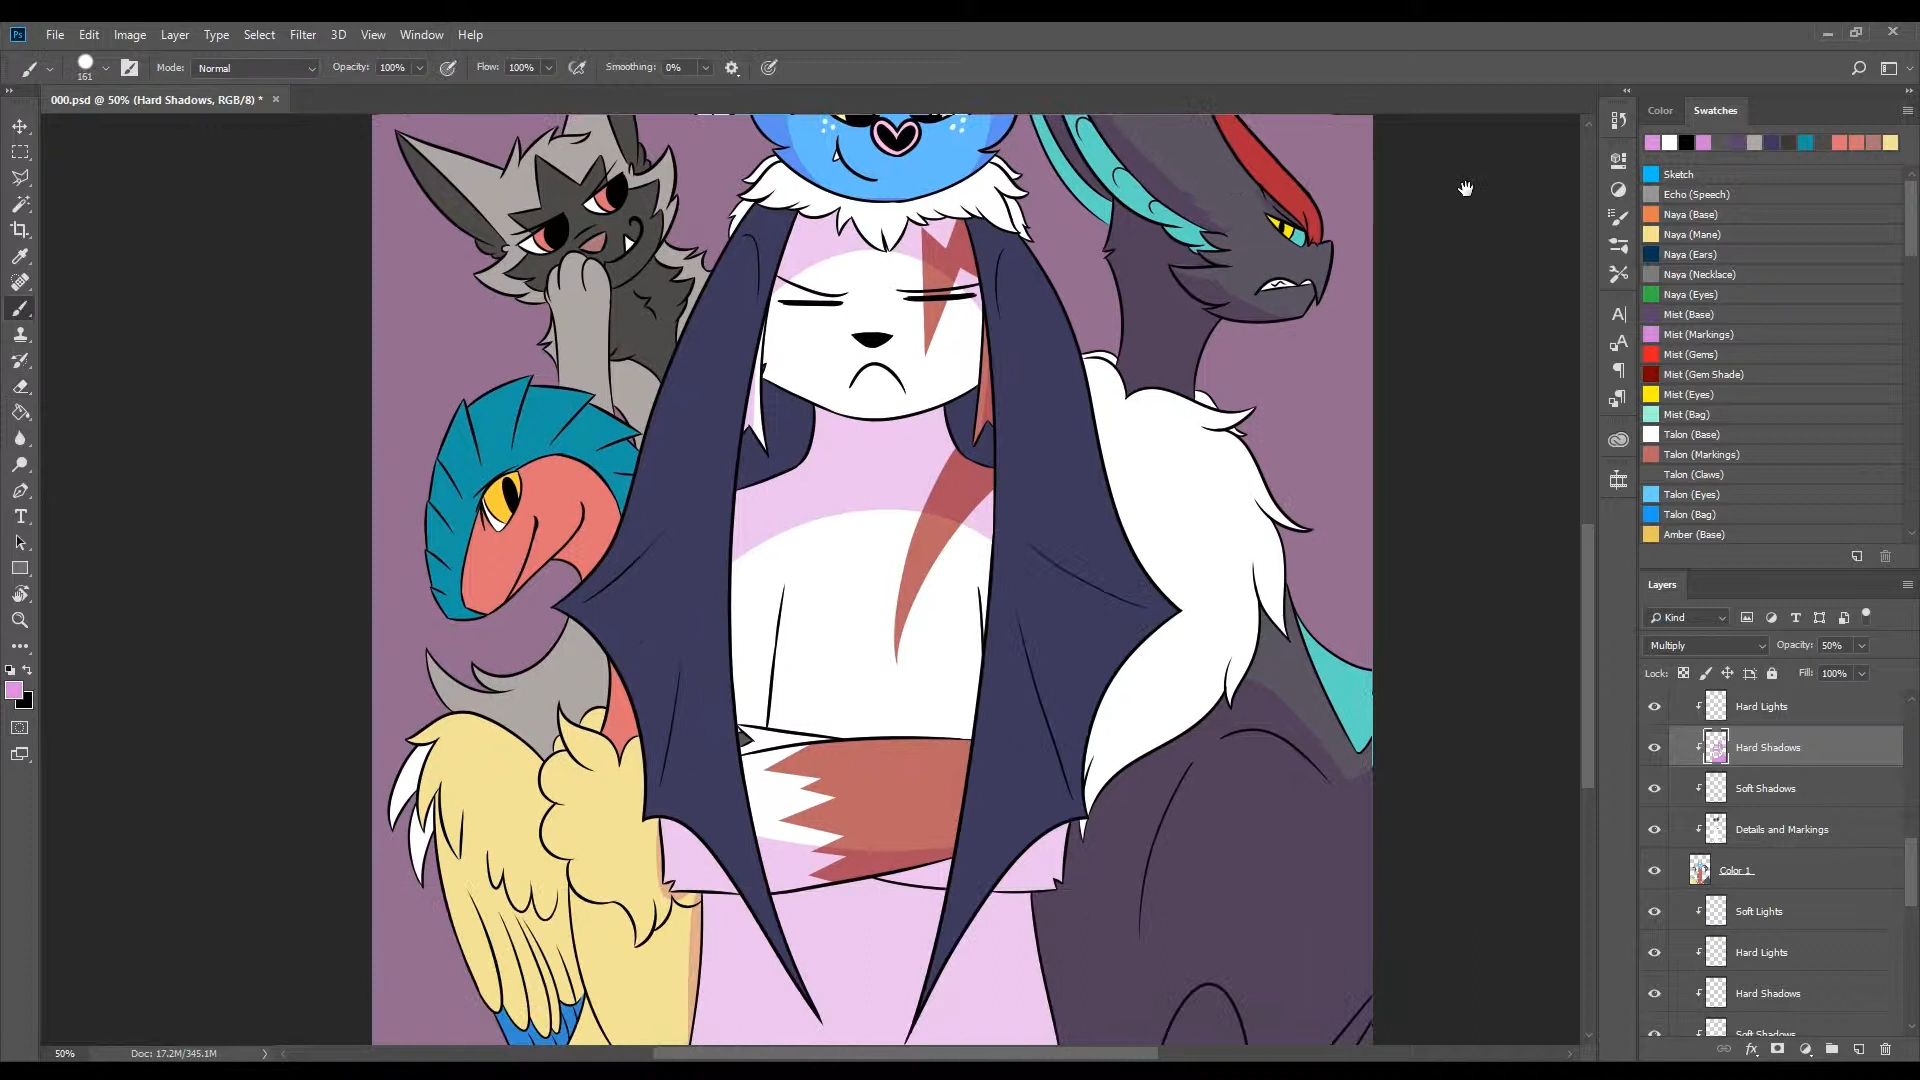 Ps File Edit Image Layer Type Select Filter 3D View Window Help
161 Mode: Normal Opacity: 100% Flow: 100% Smoothing: 0%
000.psd @ 50% (Hard Shadows, RGB/8) *
Color Swatches
Sketch
Echo (Speech)
Naya (Base)
Naya (Mane)
Naya (Ears)
Naya (Necklace)
Naya (Eyes)
Mist (Base)
Mist (Markings)
Mist (Gems)
Mist (Gem Shade)
Mist (Eyes)
Mist (Bag)
Talon (Base)
Talon (Markings)
Talon (Claws)
Talon (Eyes)
Talon (Bag)
Amber (Base)
Layers
Kind
Multiply Opacity: 50%
Lock: Fill: 100%
Hard Lights
Hard Shadows
Soft Shadows
Details and Markings
Color 1
Soft Lights
Hard Lights
Hard Shadows
Soft Shadows
50% Doc: 17.2M/345.1M